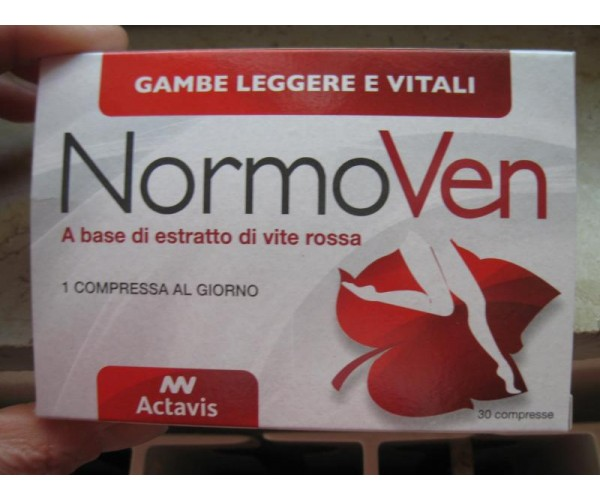 GAMBE LEGGERE E VITALI
NormoVen
A base di estratto di vite rossa
1 COMPRESSA AL GIORNO
Actavis
30 compresse